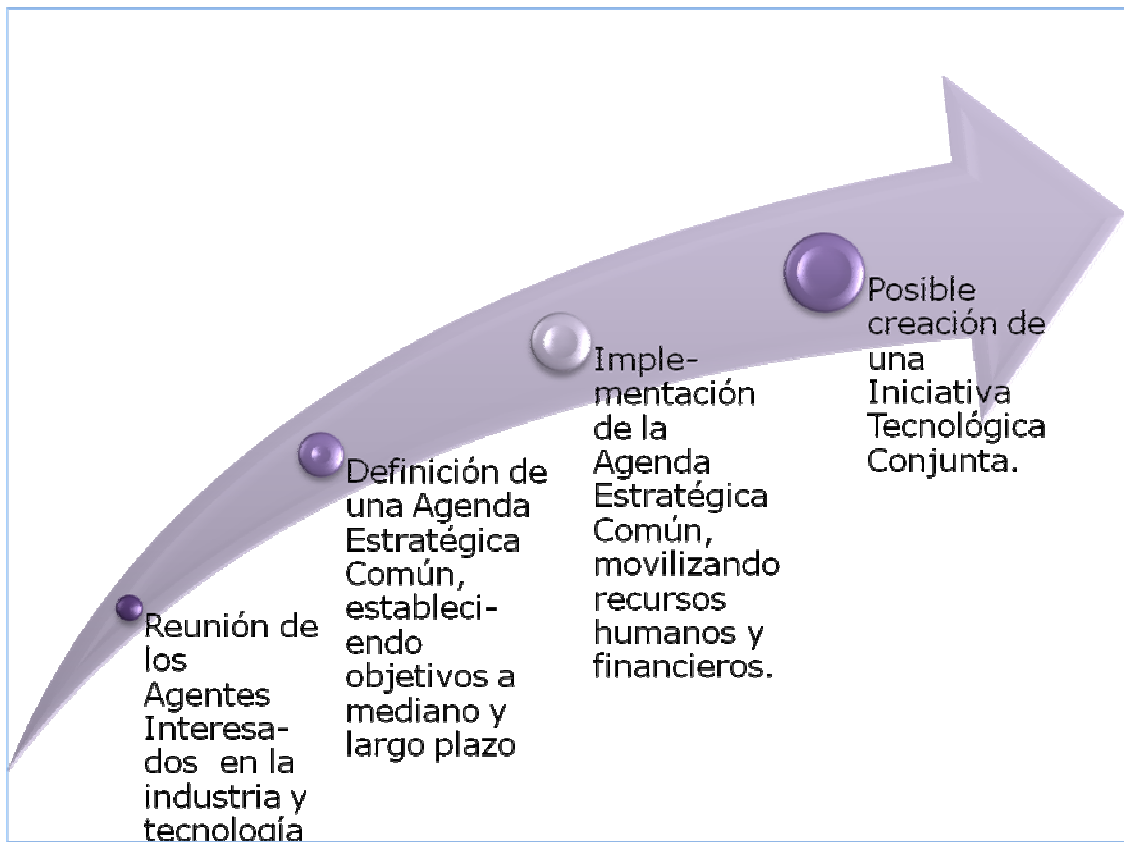 Reunión de
los
Agentes
Interesa-
dos  en la
industria y
tecnología
Definición de
una Agenda
Estratégica
Común,
estableci-
endo
objetivos a
mediano y
largo plazo
Imple-
mentación
de la
Agenda
Estratégica
Común,
movilizando
recursos
humanos y
financieros.
Posible
creación de
una
Iniciativa
Tecnológica
Conjunta.